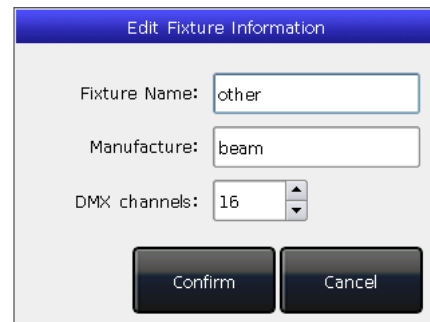 Edit Fixture Information
Fixture Name: other
Manufacture: beam
DMX channels: 16
Confirm Cancel